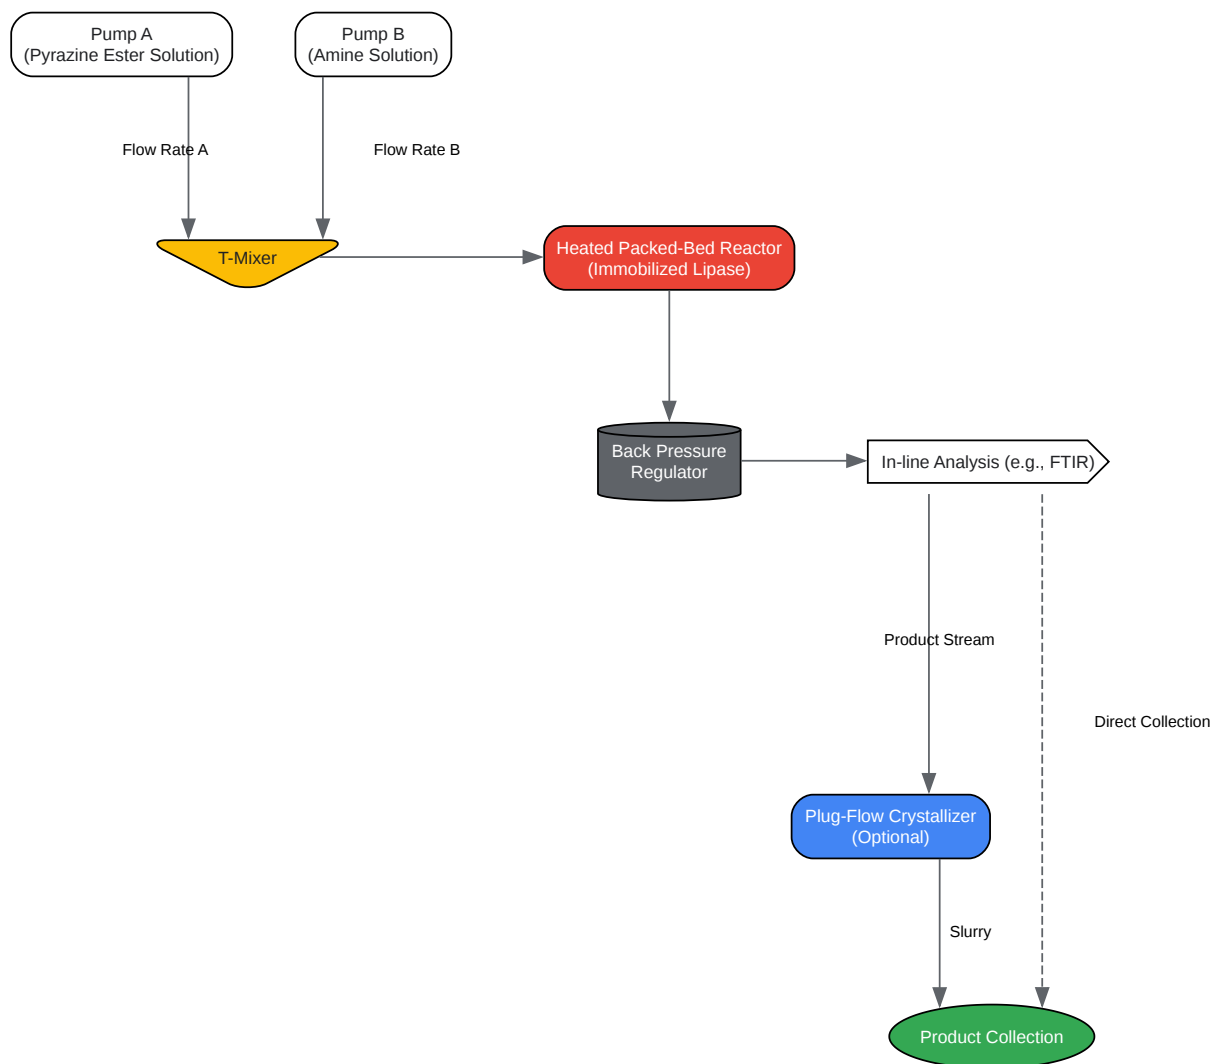 Pump A
(Pyrazine Ester Solution)
Pump B
(Amine Solution)
Flow Rate A
Flow Rate B
T-Mixer
Heated Packed-Bed Reactor
(Immobilized Lipase)
Back Pressure
Regulator
In-line Analysis (e.g., FTIR)
Product Stream
Direct Collection
Plug-Flow Crystallizer
(Optional)
Slurry
Product Collection